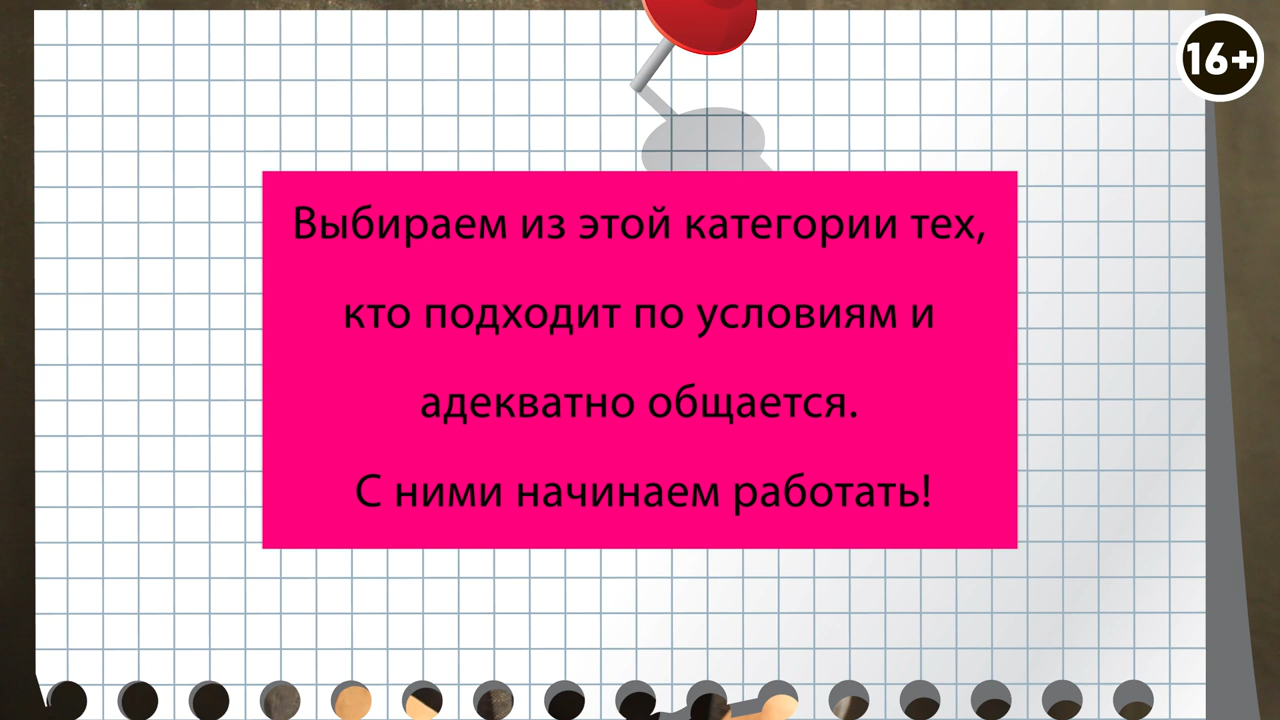 16+
Выбираем из этой категории тех,
кто подходит по условиям и
адекватно общается.
С ними начинаем работать!